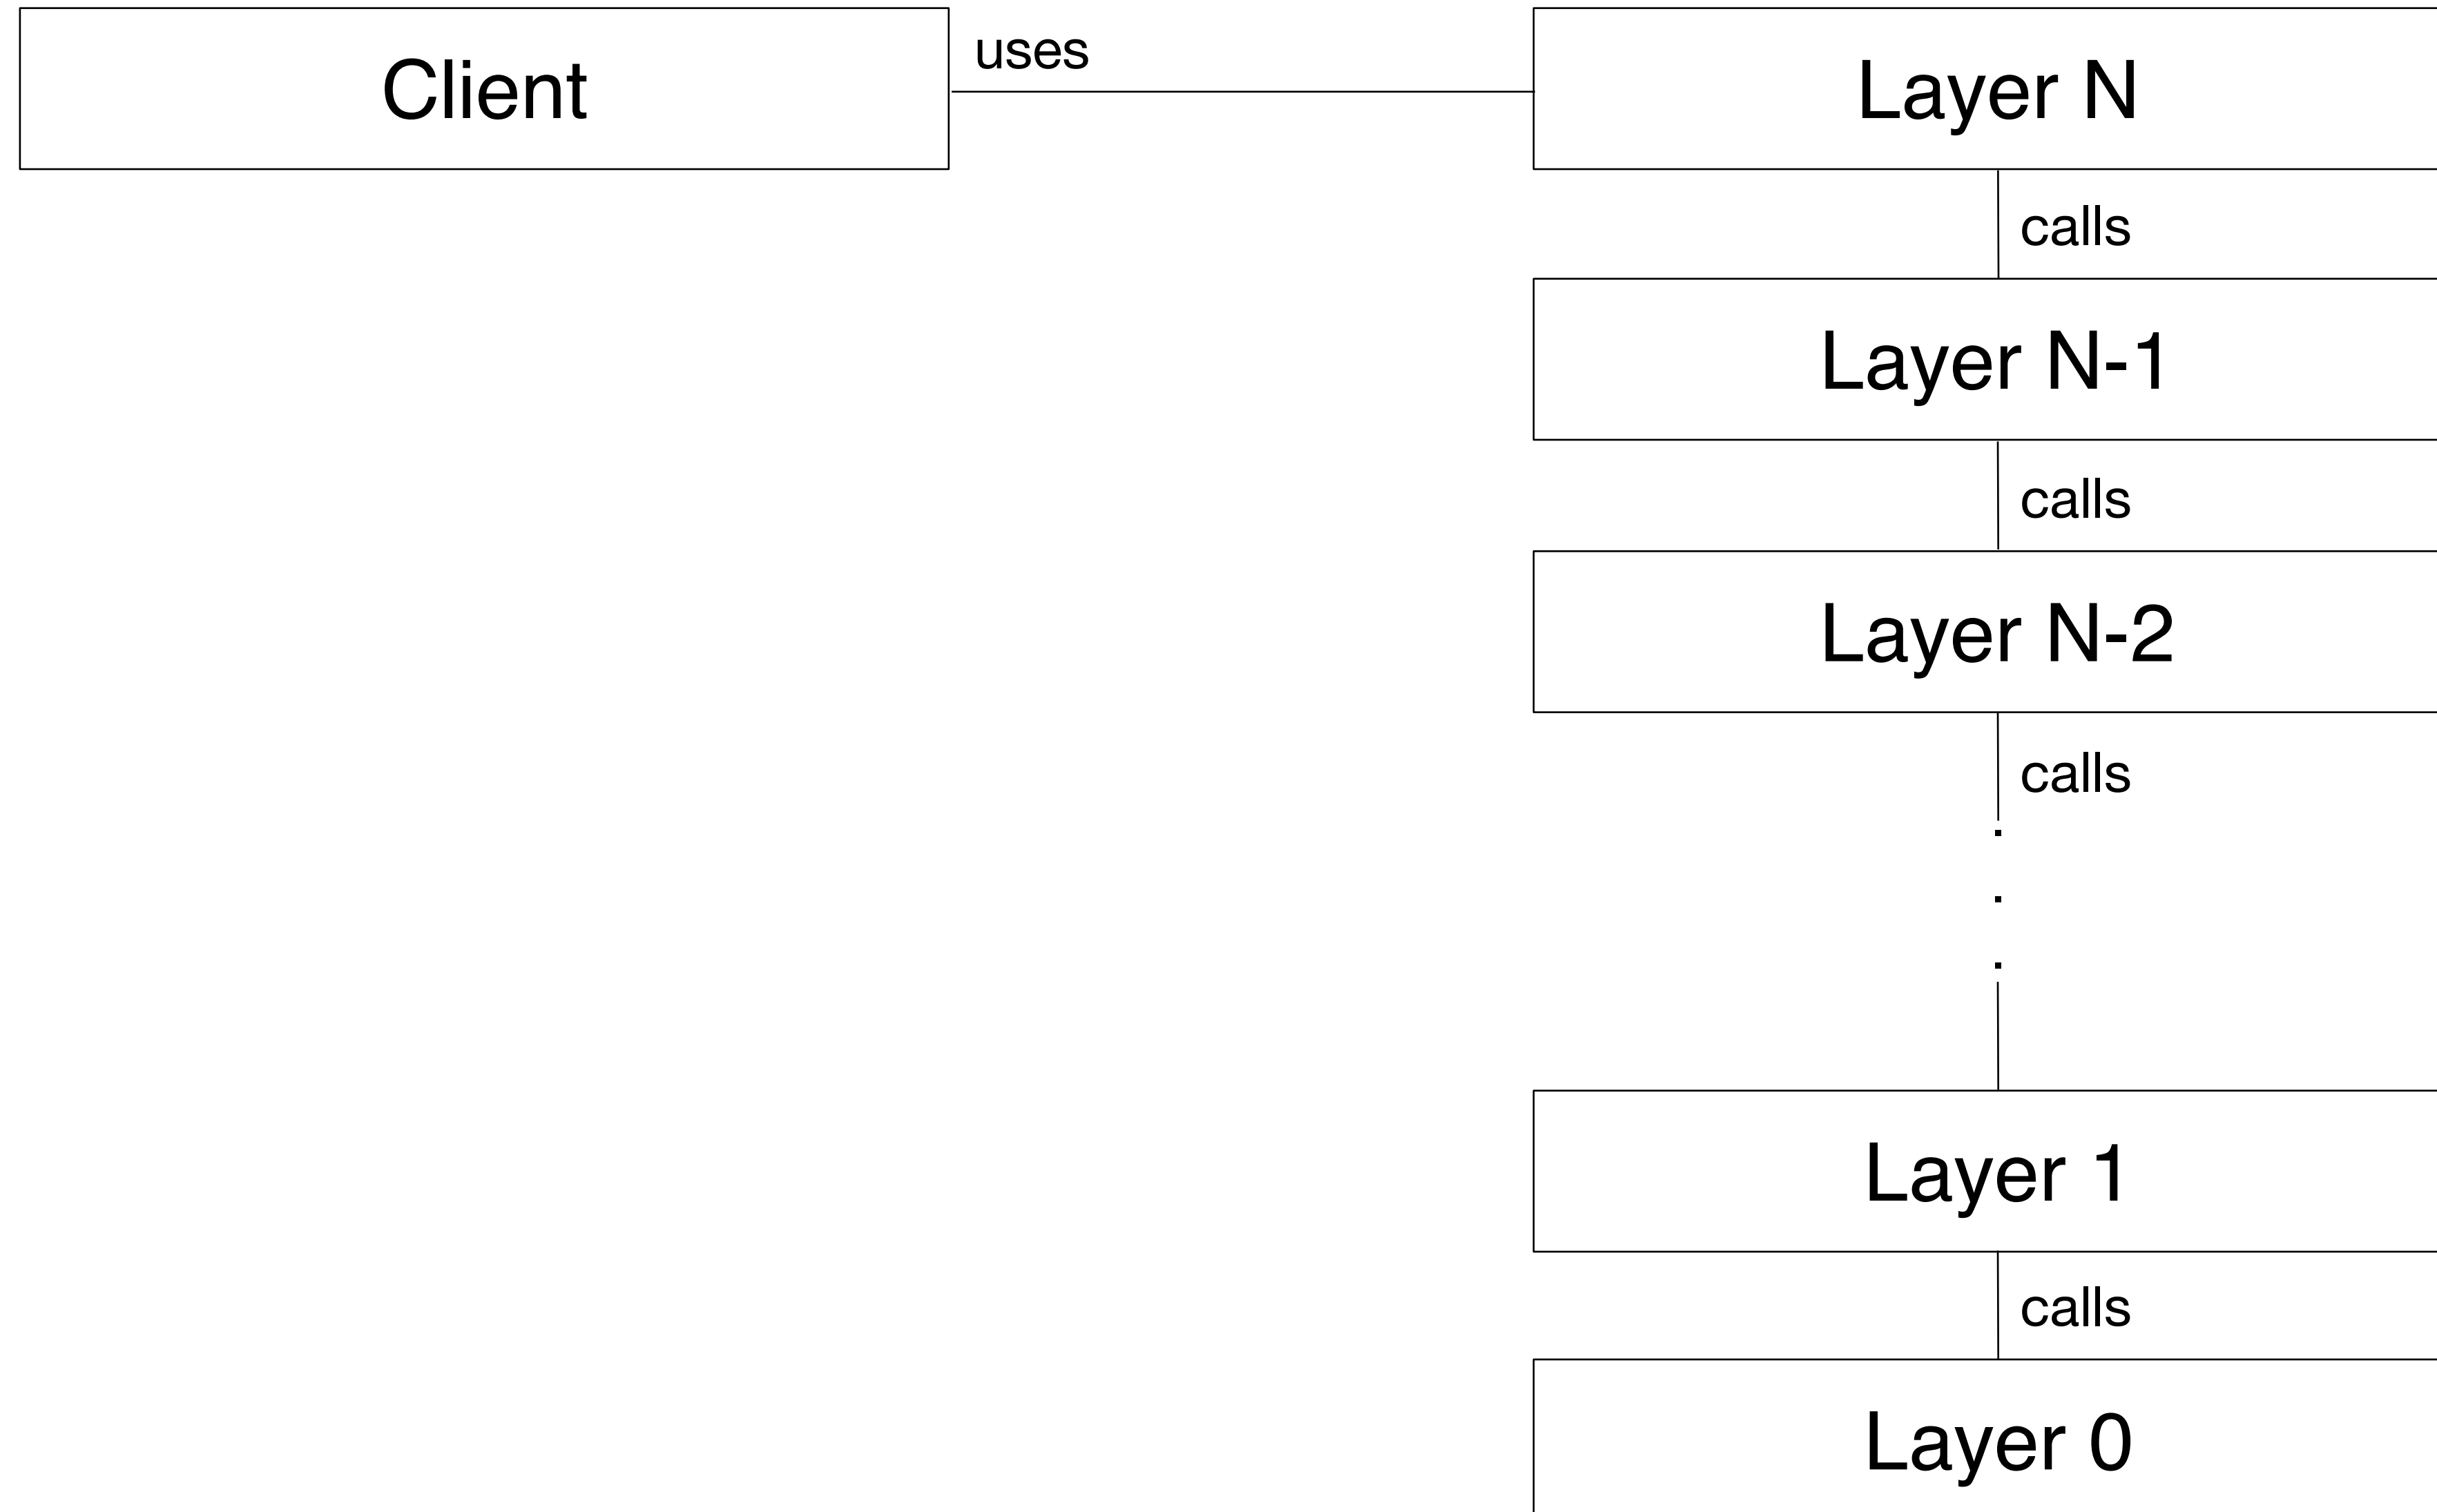 Client
uses
Layer N
calls
Layer N-1
calls
Layer N-2
calls
.
.
.
Layer 1
calls
Layer 0